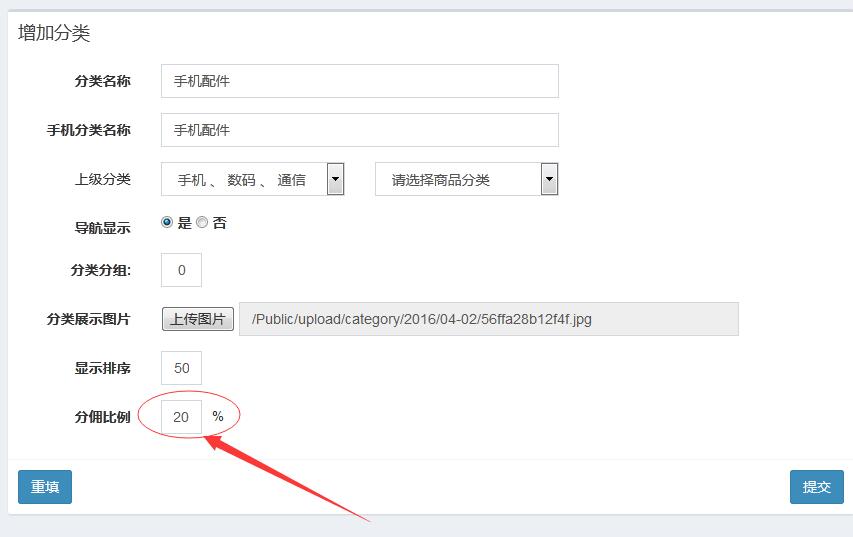 增加分类
分类名称 手机配件
手机分类名称 手机配件
上级分类 手机 、 数码 、 通信 请选择商品分类
导航显示 是 否
分类分组: 0
分类展示图片 上传图片 /Public/upload/category/2016/04-02/56ffa28b12f4f.jpg
显示排序 50
分佣比例 20 %
重填 提交